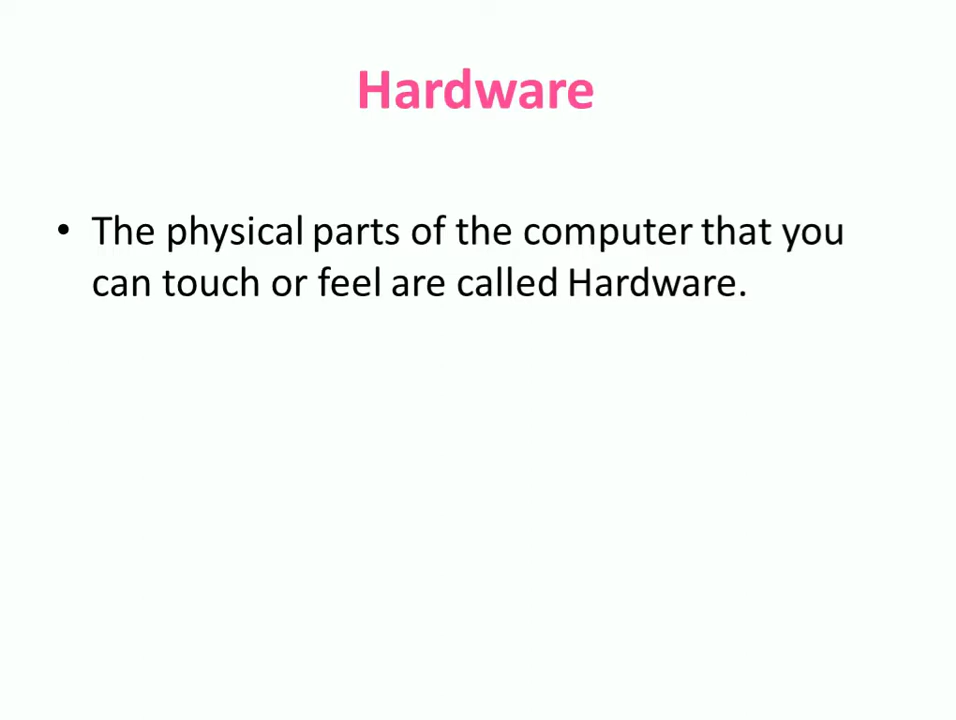 Hardware
• The physical parts of the computer that you
can touch or feel are called Hardware.